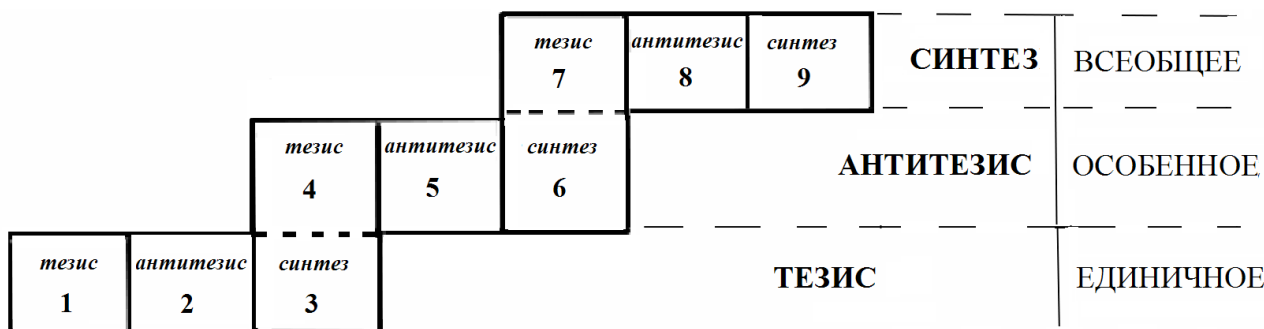 тезис антитезис синтез СИНТЕЗ ВСЕОБЩЕЕ
7 8 9
тезис антитезис синтез АНТИТЕЗИС ОСОБЕННОЕ
4 5 6
тезис антитезис синтез ТЕЗИС ЕДИНИЧНОЕ
1 2 3